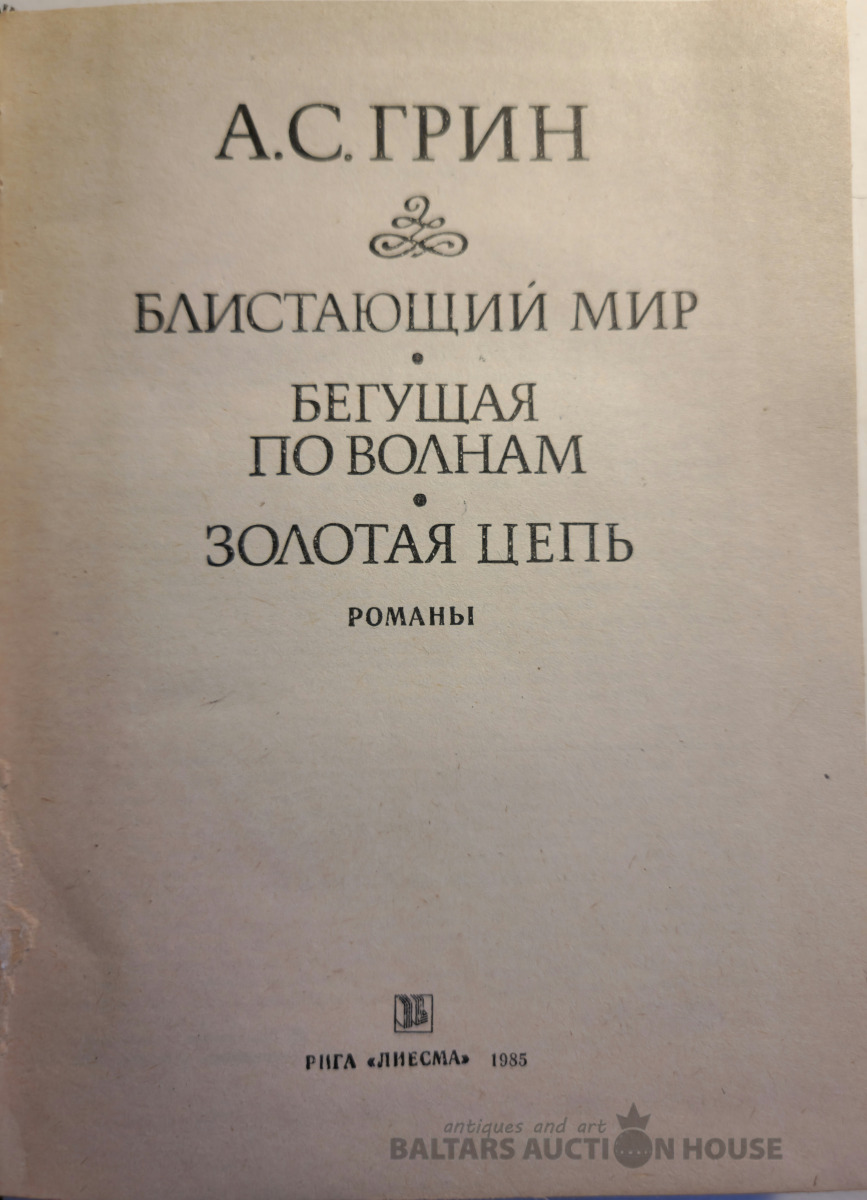 А.С. ГРИН
БЛИСТАЮЩИЙ МИР
•
БЕГУЩАЯ
ПО ВОЛНАМ
•
ЗОЛОТАЯ ЦЕПЬ
РОМАНЫ
РИГА «ЛИЕСМА» 1985
antiques and art
BALTARS AUCTION HOUSE